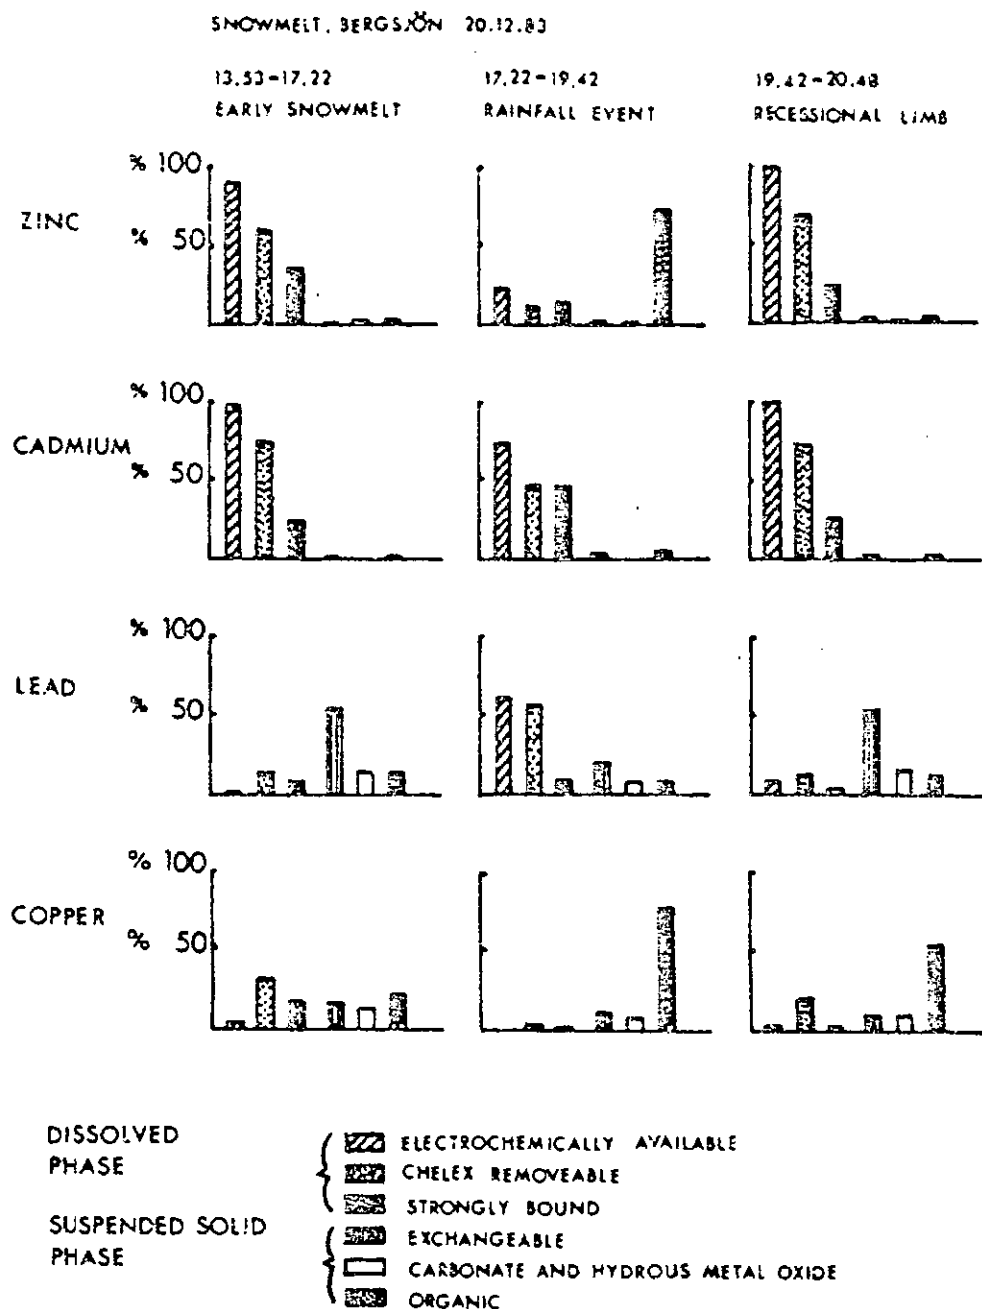 SNOWMELT, BERGSJÖN 20.12.83
13.53-17.22 17.22-19.42 19.42-20.48
EARLY SNOWMELT RAINFALL EVENT RECESSIONAL LIMB
% 100
ZINC
% 50
% 100
CADMIUM
% 50
% 100
LEAD
% 50
% 100
COPPER
% 50
DISSOLVED
PHASE
ELECTROCHEMICALLY AVAILABLE
CHELEX REMOVEABLE
STRONGLY BOUND
SUSPENDED SOLID
PHASE
EXCHANGEABLE
CARBONATE AND HYDROUS METAL OXIDE
ORGANIC